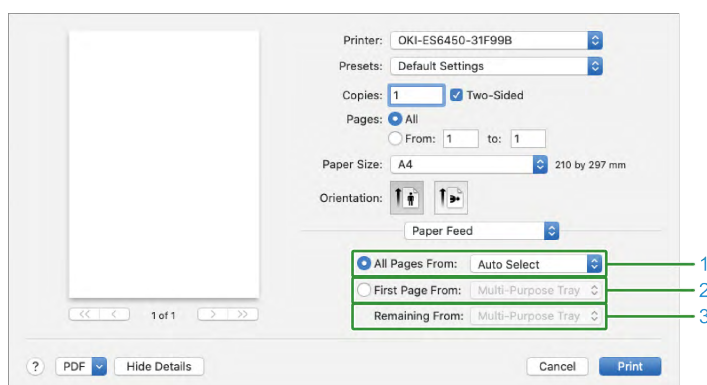 Printer: OKI-ES6450-31F99B
Presets: Default Settings
Copies: 1 Two-Sided
Pages: All
From: 1 to: 1
Paper Size: A4 210 by 297 mm
Orientation:
Paper Feed
All Pages From: Auto Select 1
First Page From: Multi-Purpose Tray 2
Remaining From: Multi-Purpose Tray 3
<< < 1 of 1 > >>
? PDF Hide Details Cancel Print